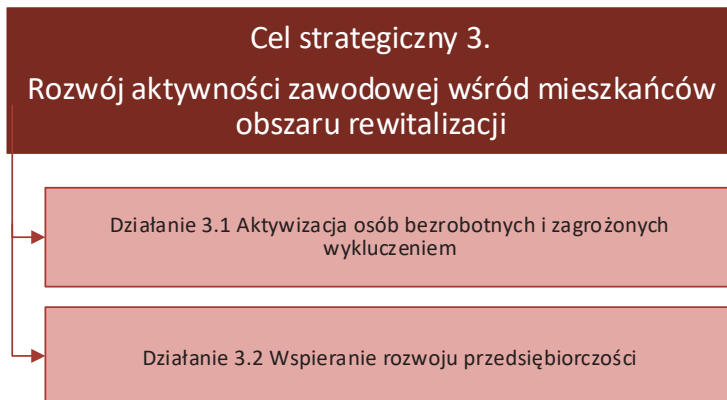 Cel strategiczny 3.
Rozwój aktywności zawodowej wśród mieszkańców
obszaru rewitalizacji
Działanie 3.1 Aktywizacja osób bezrobotnych i zagrożonych
wykluczeniem
Działanie 3.2 Wspieranie rozwoju przedsiębiorczości